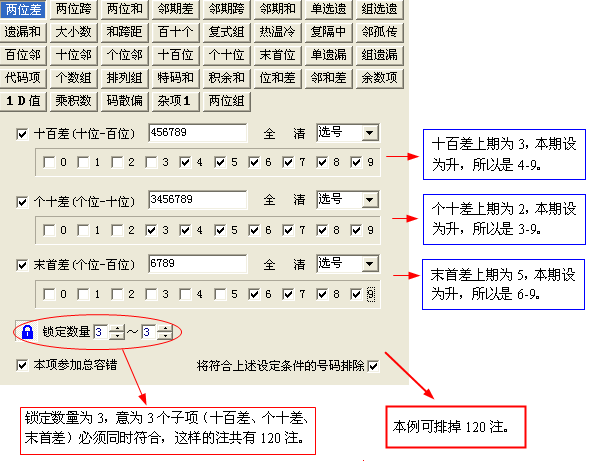 两位差 两位跨 两位和 邻期差 邻期跨 邻期和 单选遗 组选遗
遗漏和 大小数 和跨距 百十个 复式组 热温冷 复隔中 邻孤传
百位邻 十位邻 个位邻 十百位 个十位 末首位 单遗漏 组遗漏
代码项 个数组 排列组 特码和 积余和 位和差 邻和差 余数项
1 D 值 乘积数 码散偏 杂项1 两位组
十百差(十位-百位) 456789 全 清 选号
0 1 2 3 4 5 6 7 8 9
十百差上期为 3，本期设
为升，所以是 4-9。
个十差(个位-十位) 3456789 全 清 选号
0 1 2 3 4 5 6 7 8 9
个十差上期为 2，本期设
为升，所以是 3-9。
末首差(个位-百位) 6789 全 清 选号
0 1 2 3 4 5 6 7 8 9
末首差上期为 5，本期设
为升，所以是 6-9。
锁定数量 3 ～ 3
本项参加总容错 将符合上述设定条件的号码排除
锁定数量为 3，意为 3 个子项（十百差、个十差、
末首差）必须同时符合，这样的注共有 120 注。
本例可排掉 120 注。